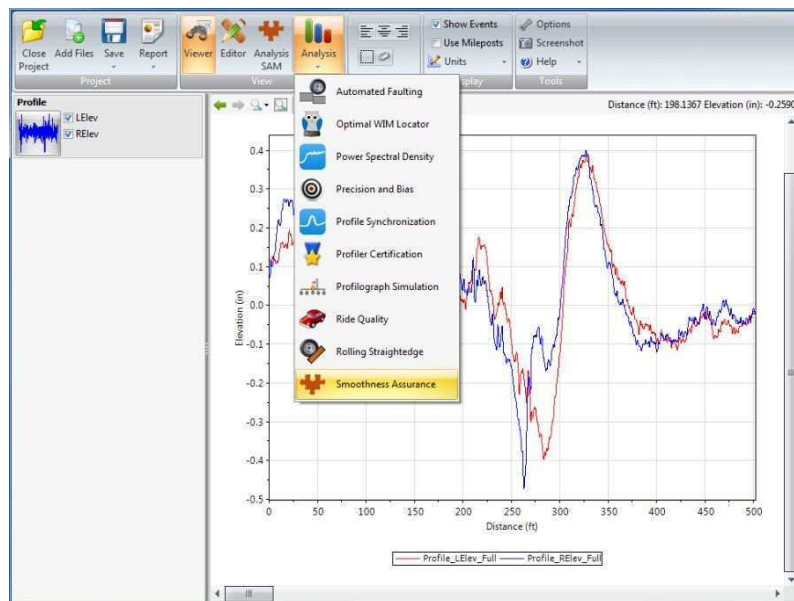 Close Project
Add Files
Save
Report
Viewer
Editor
Analysis SAM
Analysis
Show Events
Use Mileposts
Units
Options
Screenshot
Help
Project
View
Tools
Profile
LElev
RElev
Distance (ft): 198.1367 Elevation (in): -0.2590
Automated Faulting
Optimal WIM Locator
Power Spectral Density
Precision and Bias
Profile Synchronization
Profiler Certification
Profilograph Simulation
Ride Quality
Rolling Straightedge
Smoothness Assurance
Elevation (in)
0.4
0.3
0.2
0.1
0.0
-0.1
-0.2
-0.3
-0.4
-0.5
0 50 100 150 200 250 300 350 400 450 500
Distance (ft)
Profile_LElev_Full Profile_RElev_Full